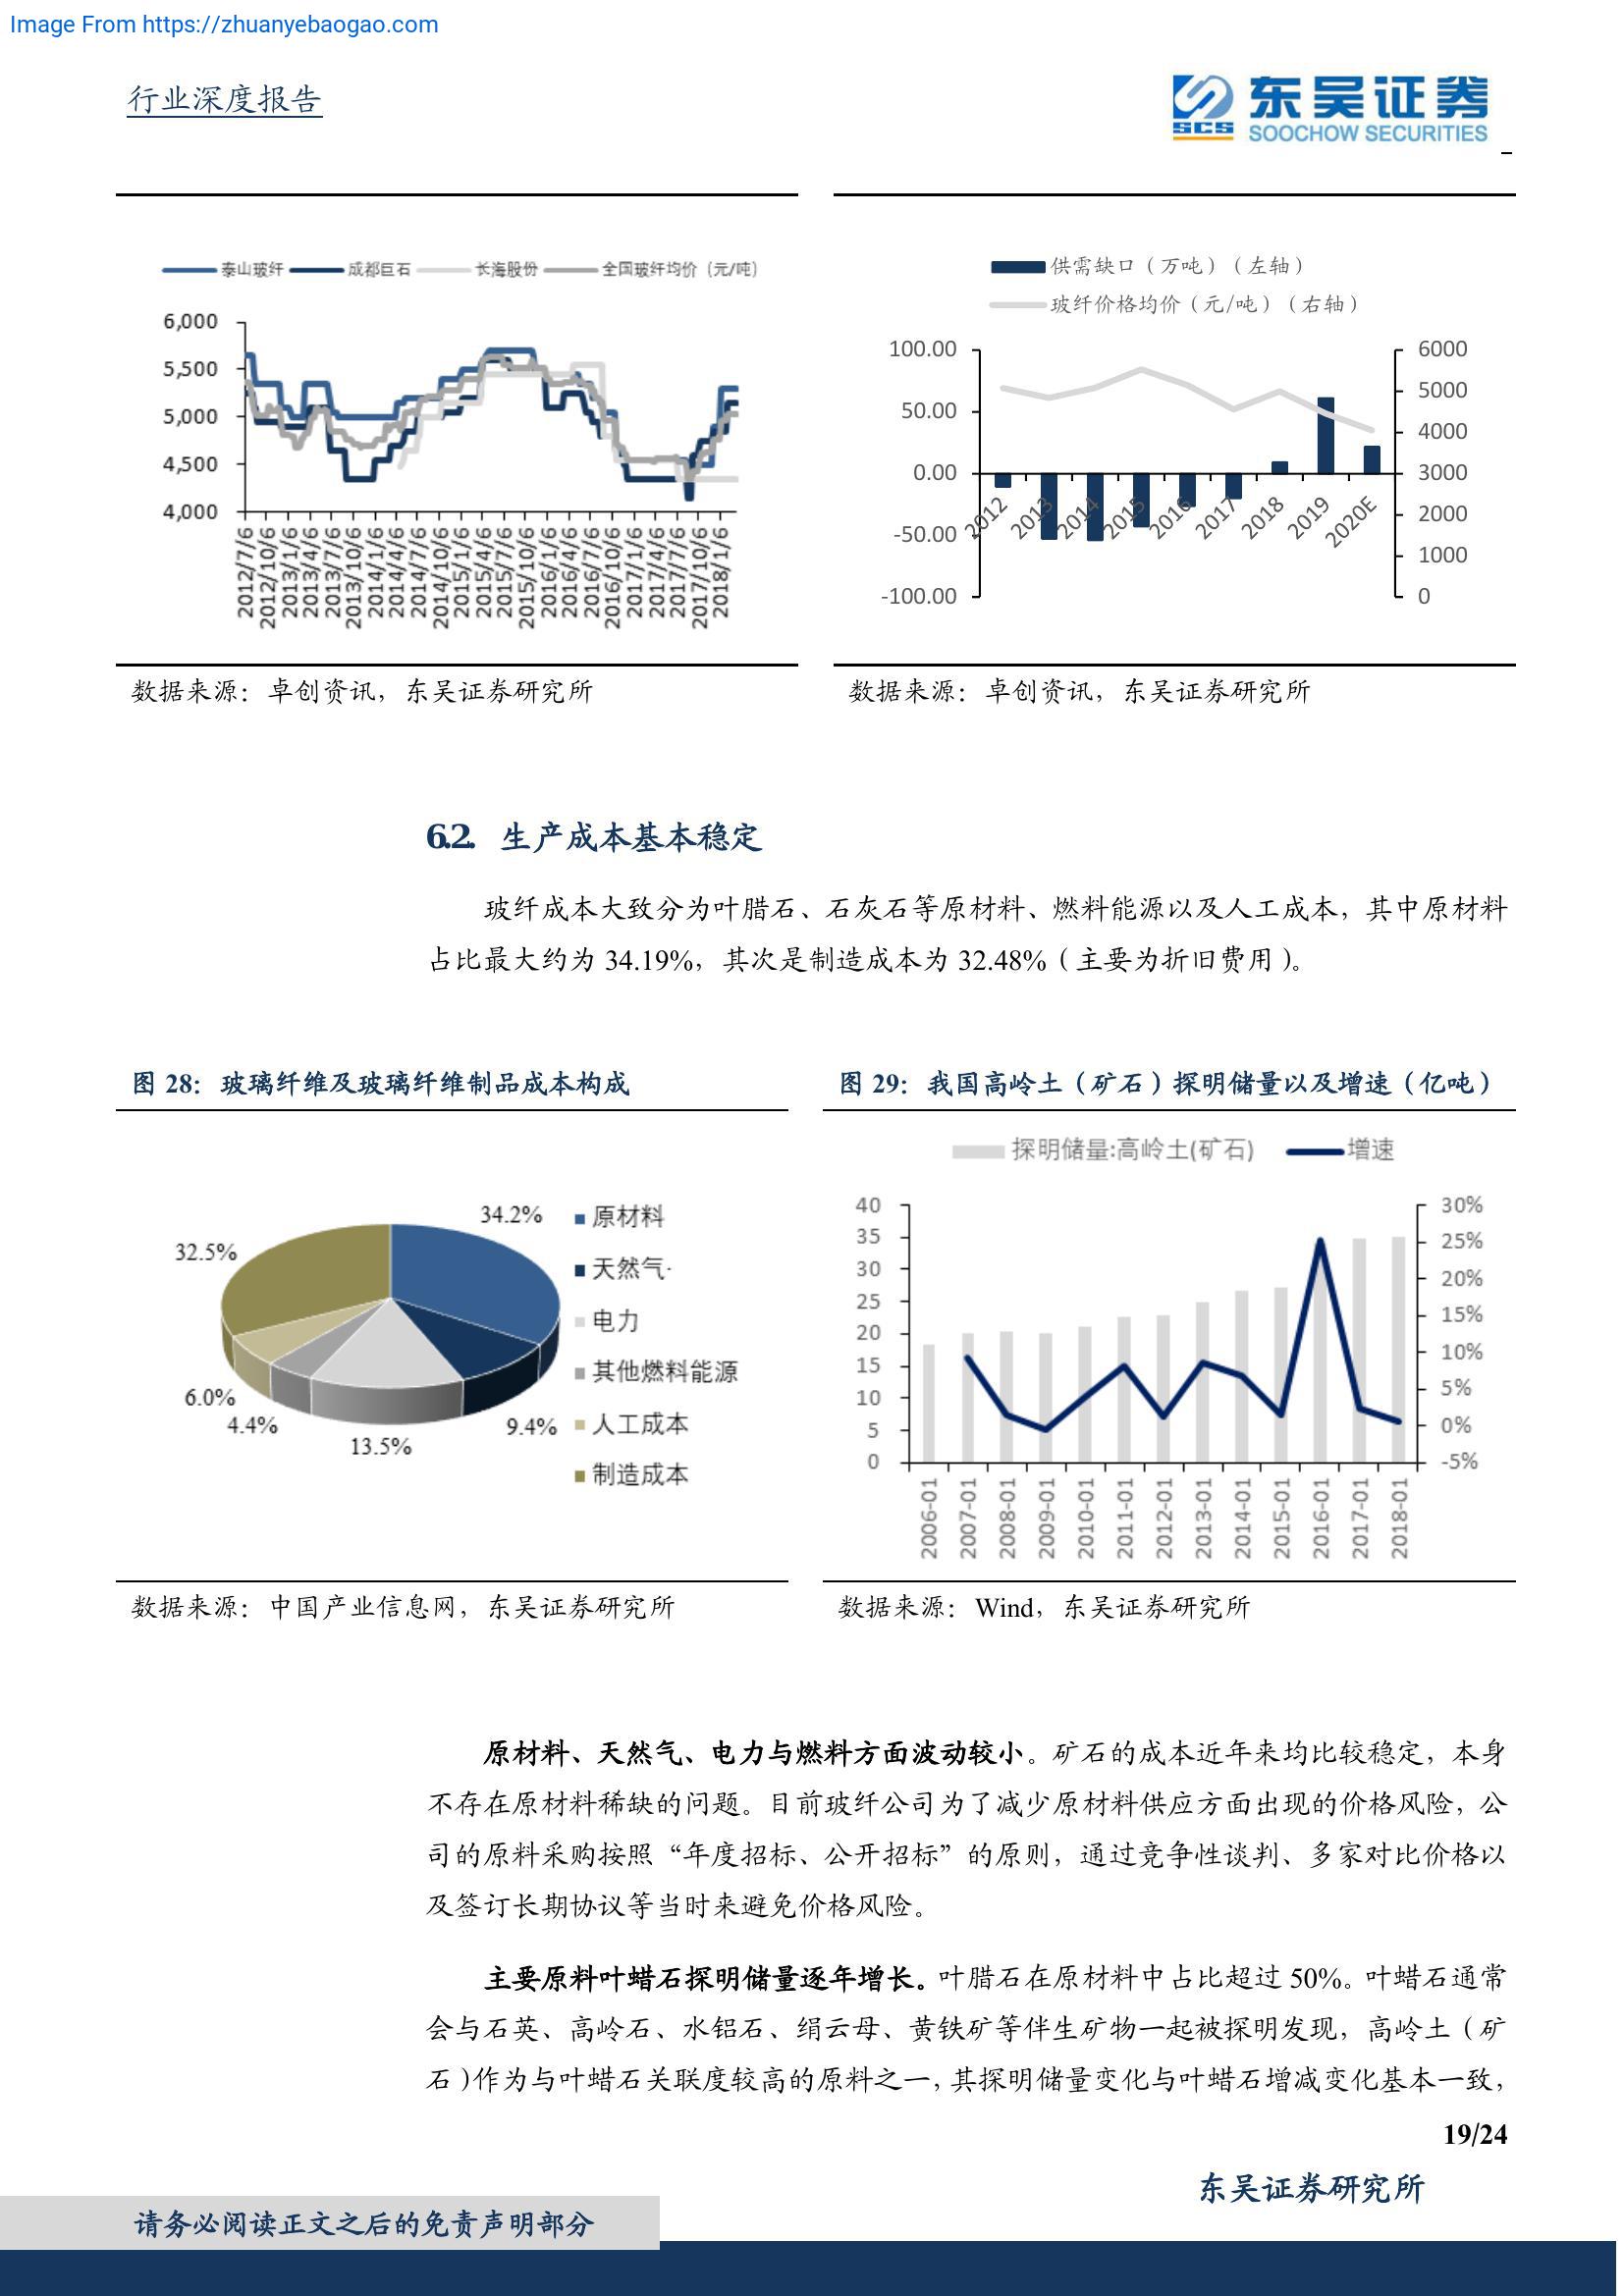 Image From https://zhuanyebaogao.com
行业深度报告
东吴证券
SCS
SOOCHOW SECURITIES
泰山玻纤 成都巨石 长海股份 全国玻纤均价（元/吨）
6,000
5,500
5,000
4,500
4,000
2012/7/6
2012/10/6
2013/1/6
2013/4/6
2013/7/6
2013/10/6
2014/1/6
2014/4/6
2014/7/6
2014/10/6
2015/1/6
2015/4/6
2015/7/6
2015/10/6
2016/1/6
2016/4/6
2016/7/6
2016/10/6
2017/1/6
2017/4/6
2017/7/6
2017/10/6
2018/1/6
供需缺口（万吨）（左轴）
玻纤价格均价（元/吨）（右轴）
100.00
50.00
0.00
-50.00
-100.00
6000
5000
4000
3000
2000
1000
0
2012
2013
2014
2015
2016
2017
2018
2019
2020E
数据来源：卓创资讯，东吴证券研究所
数据来源：卓创资讯，东吴证券研究所
6.2. 生产成本基本稳定
玻纤成本大致分为叶腊石、石灰石等原材料、燃料能源以及人工成本，其中原材料
占比最大约为 34.19%，其次是制造成本为 32.48%（主要为折旧费用）。
图 28：玻璃纤维及玻璃纤维制品成本构成
34.2%
32.5%
6.0%
4.4%
13.5%
9.4%
原材料
天然气·
电力
其他燃料能源
人工成本
制造成本
图 29：我国高岭土（矿石）探明储量以及增速（亿吨）
探明储量:高岭土(矿石) 增速
40
35
30
25
20
15
10
5
0
30%
25%
20%
15%
10%
5%
0%
-5%
2006-01
2007-01
2008-01
2009-01
2010-01
2011-01
2012-01
2013-01
2014-01
2015-01
2016-01
2017-01
2018-01
数据来源：中国产业信息网，东吴证券研究所
数据来源：Wind，东吴证券研究所
原材料、天然气、电力与燃料方面波动较小。矿石的成本近年来均比较稳定，本身
不存在原材料稀缺的问题。目前玻纤公司为了减少原材料供应方面出现的价格风险，公
司的原料采购按照“年度招标、公开招标”的原则，通过竞争性谈判、多家对比价格以
及签订长期协议等当时来避免价格风险。
主要原料叶蜡石探明储量逐年增长。叶腊石在原材料中占比超过 50%。叶蜡石通常
会与石英、高岭石、水铝石、绢云母、黄铁矿等伴生矿物一起被探明发现，高岭土（矿
石）作为与叶蜡石关联度较高的原料之一，其探明储量变化与叶蜡石增减变化基本一致，
19/24
东吴证券研究所
请务必阅读正文之后的免责声明部分